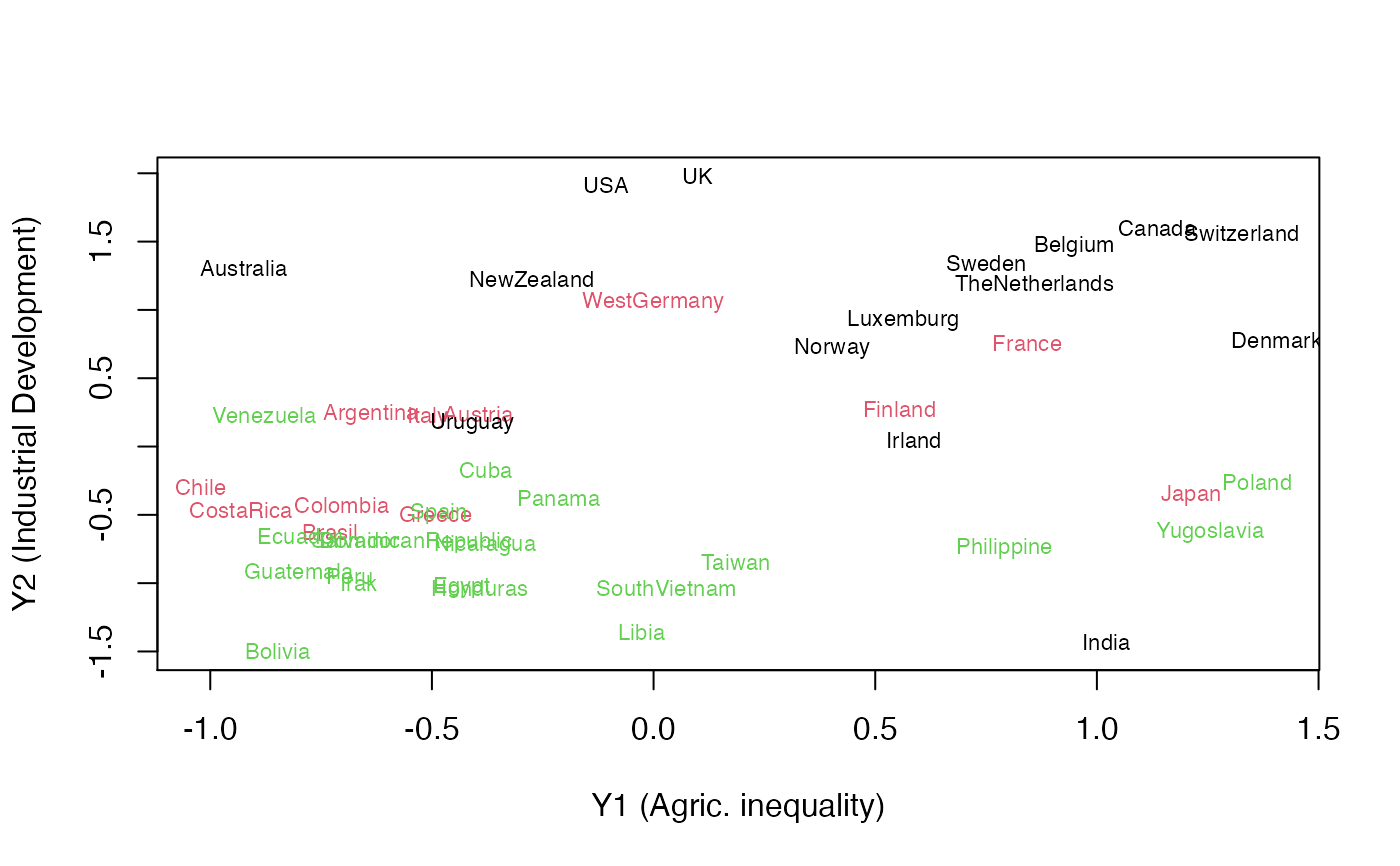 UK
USA
Canada
Switzerland
Belgium
Sweden
Australia
NewZealand
TheNetherlands
WestGermany
Luxemburg
Norway
France
Denmark
Venezuela
Argentina
Italy
Austria
Uruguay
Finland
Irland
Cuba
Chile
Panama
Japan
Poland
CostaRica
Colombia
Spain
Greece
Brasil
Ecuador
DominicanRepublic
Nicaragua
Yugoslavia
Philippine
Taiwan
Guatemala
Peru
Irak
Egypt
Honduras
SouthVietnam
Libia
India
Bolivia
1.5
0.5
-0.5
-1.5
Y2 (Industrial Development)
-1.0 -0.5 0.0 0.5 1.0 1.5
Y1 (Agric. inequality)